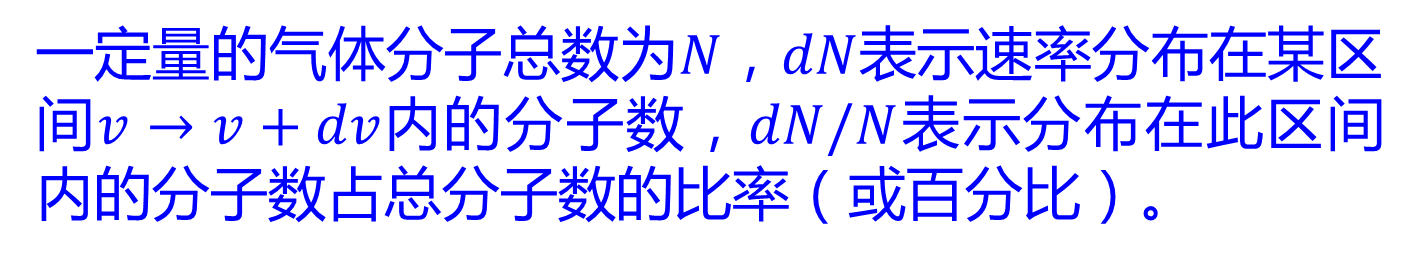 一定量的气体分子总数为N，dN表示速率分布在某区
间v → v + dv内的分子数，dN/N表示分布在此区间
内的分子数占总分子数的比率（或百分比）。